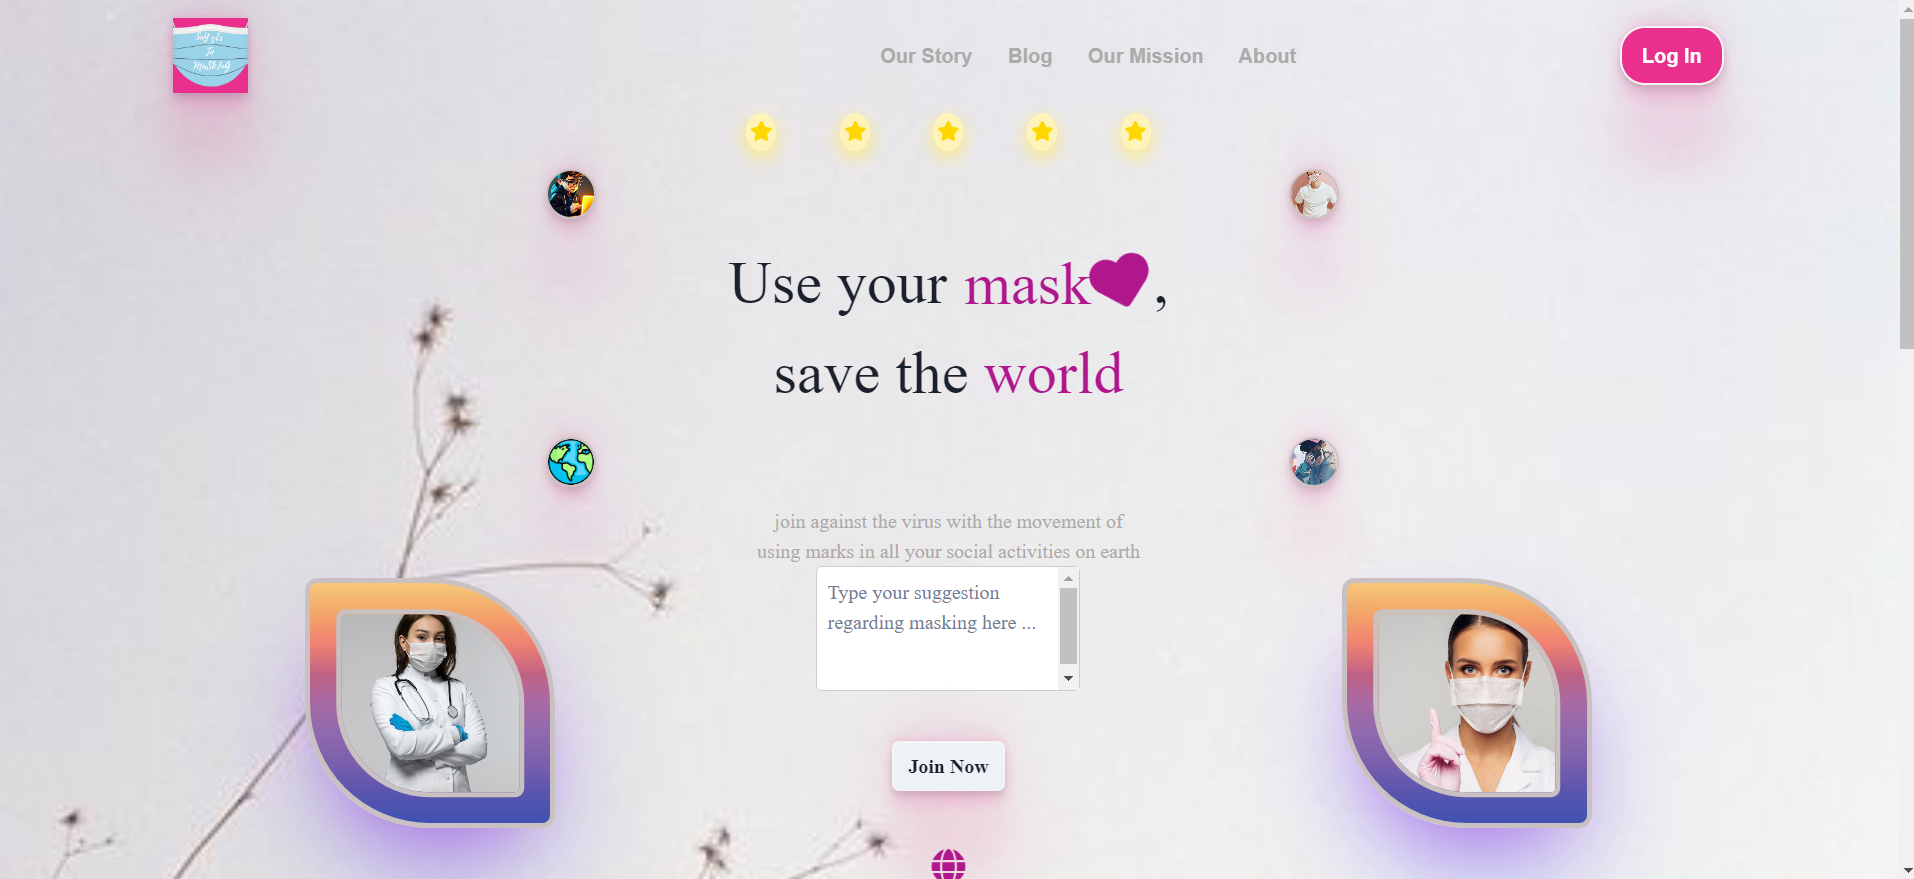 Our Story Blog Our Mission About
Log In
Use your mask,
save the world
join against the virus with the movement of
using marks in all your social activities on earth
Type your suggestion
regarding masking here ...
Join Now